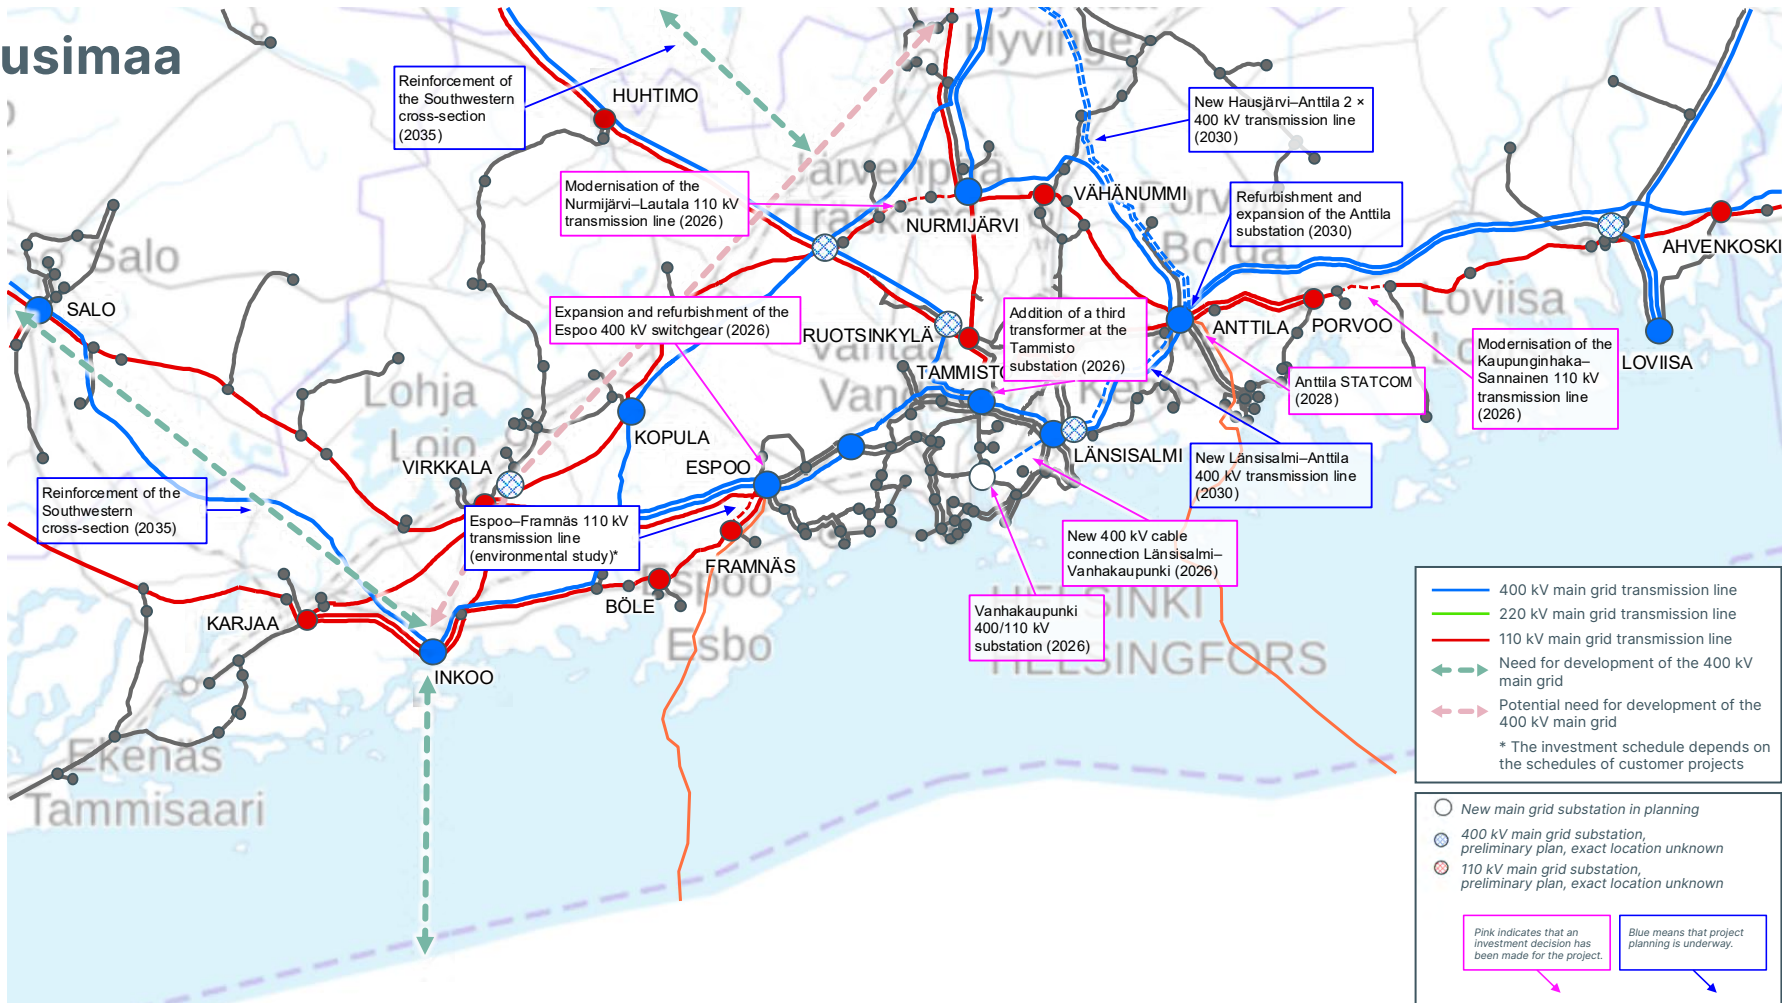 usimaa
Hyvinge
Reinforcement of
the Southwestern
cross-section
(2035)
HUHTIMO
New Hausjärvi–Anttila 2 ×
400 kV transmission line
(2030)
Modernisation of the
Nurmijärvi–Lautala 110 kV
transmission line (2026)
VÄHÄNUMMI
NURMIJÄRVI
Refurbishment and
expansion of the Anttila
substation (2030)
Borgå
AHVENKOSKI
Salo
SALO
Loviisa
Expansion and refurbishment of the
Espoo 400 kV switchgear (2026)
RUOTSINKYLÄ
Addition of a third
transformer at the
Tammisto
substation (2026)
ANTTILA
PORVOO
Modernisation of the
Kaupunginhaka–
Sannainen 110 kV
transmission line
(2026)
LOVIISA
Vantaa
TAMMISTO
Anttila STATCOM
(2028)
Lohja
Lojo
KOPULA
VIRKKALA
ESPOO
LÄNSISALMI
New Länsisalmi–Anttila
400 kV transmission line
(2030)
Reinforcement of the
Southwestern
cross-section (2035)
Espoo–Framnäs 110 kV
transmission line
(environmental study)*
FRAMNÄS
New 400 kV cable
connection Länsisalmi–
Vanhakaupunki (2026)
Espoo
Esbo
BÖLE
KARJAA
INKOO
Vanhakaupunki
400/110 kV
substation (2026)
HELSINKI
HELSINGFORS
Ekenäs
Tammisaari
400 kV main grid transmission line
220 kV main grid transmission line
110 kV main grid transmission line
Need for development of the 400 kV
main grid
Potential need for development of the
400 kV main grid
* The investment schedule depends on
the schedules of customer projects
New main grid substation in planning
400 kV main grid substation,
preliminary plan, exact location unknown
110 kV main grid substation,
preliminary plan, exact location unknown
Pink indicates that an
investment decision has
been made for the project.
Blue means that project
planning is underway.